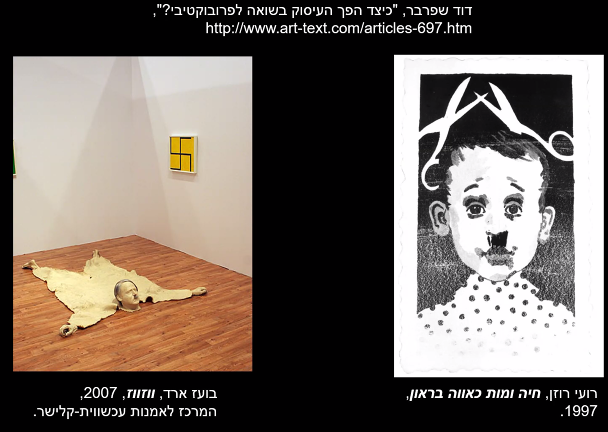 דוד שפרבר, "כיצד הפך העיסוק בשואה לפרובוקטיבי?",
http://www.art-text.com/articles-697.htm
רועי רוזן, חיה ומות כאווה בראון,
1997.
בועז ארד, ווזווז, 2007,
המרכז לאמנות עכשווית-קלישר.